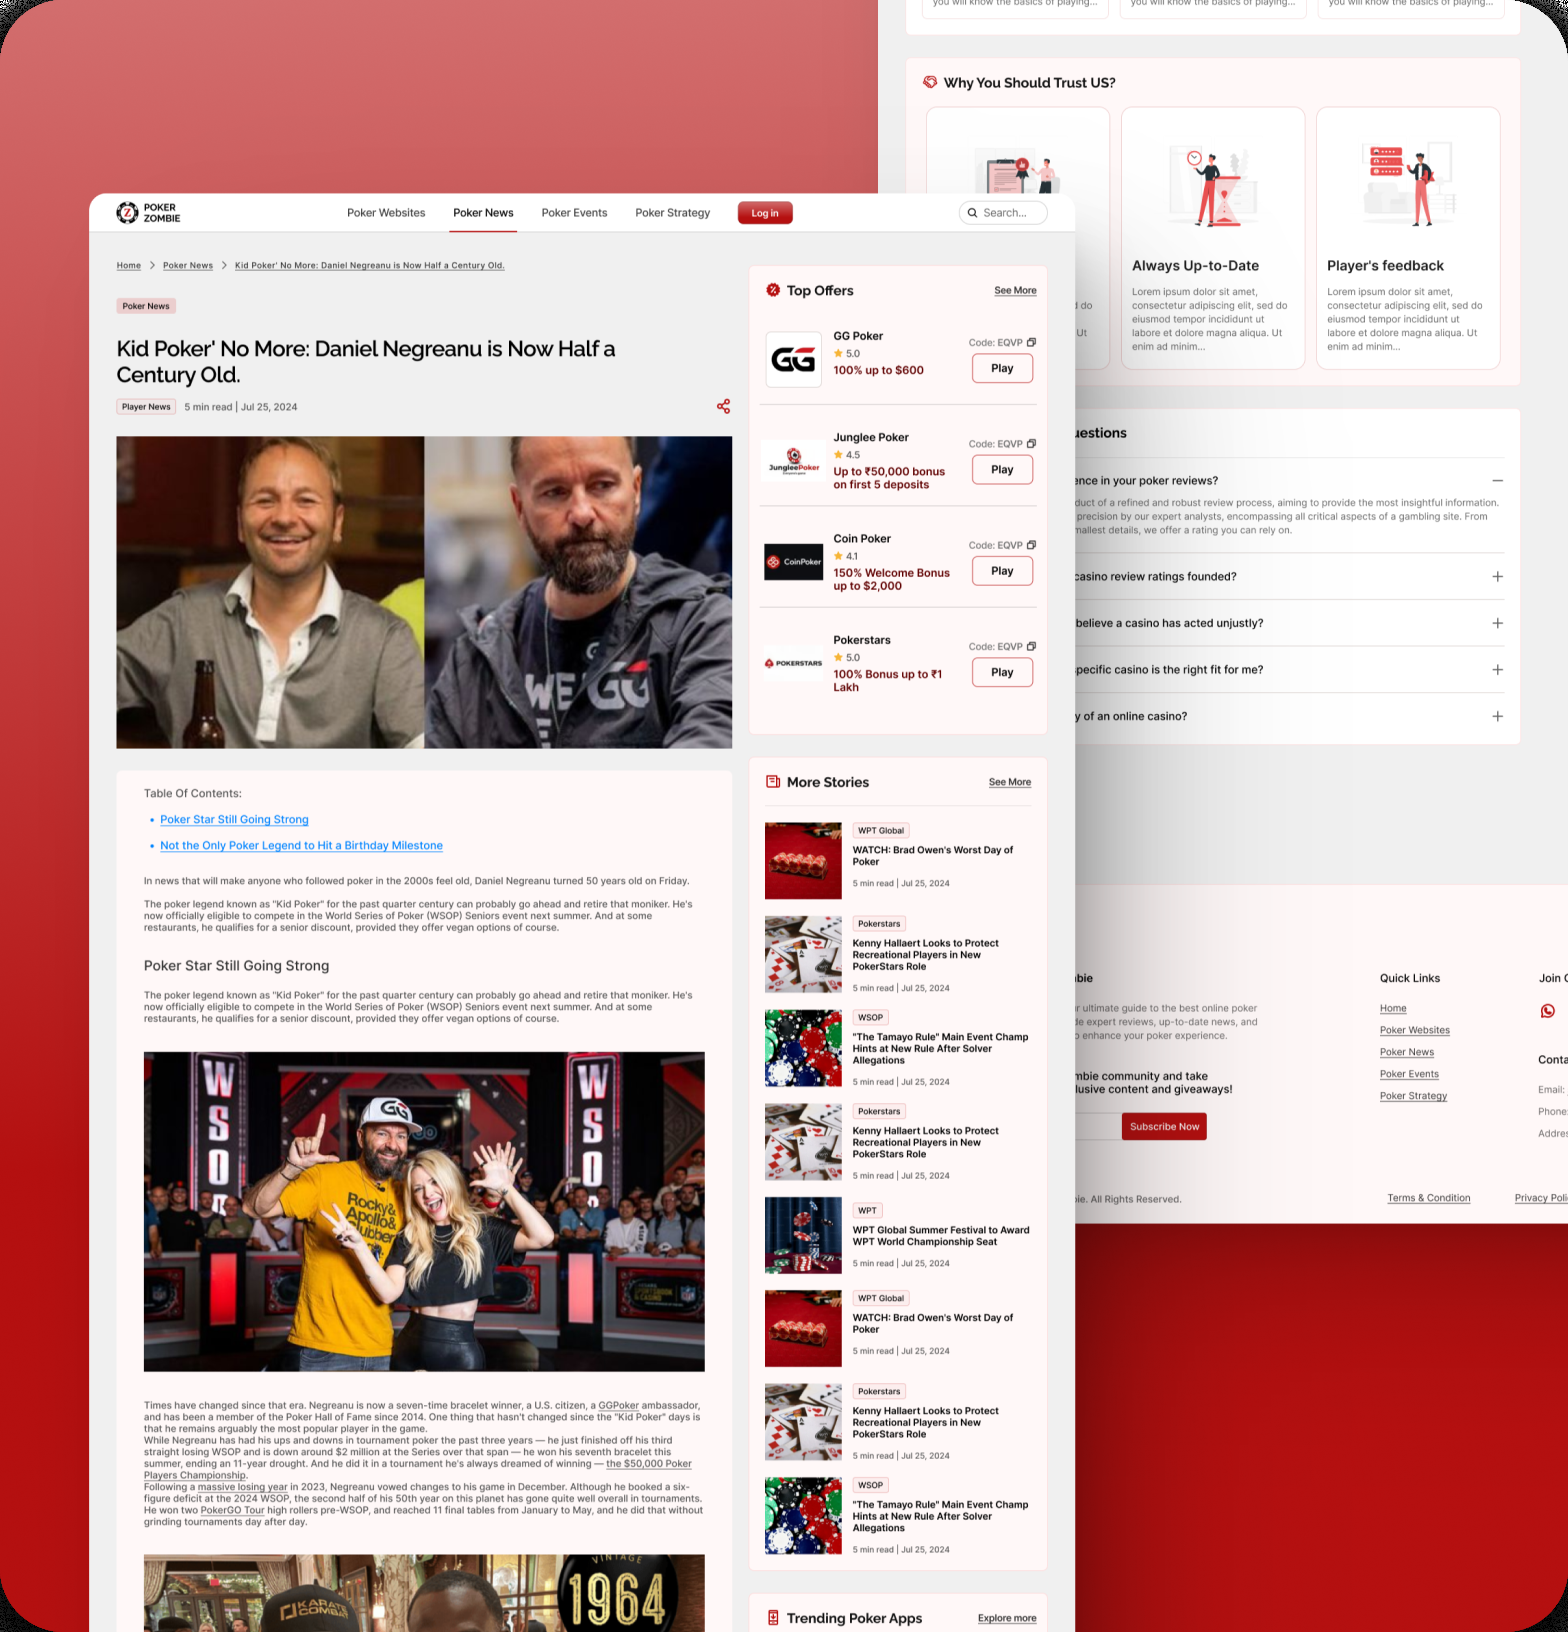 you will know the basics of playing...
you will know the basics of playing...
you will know the basics of playing...
Why You Should Trust US?
Always Up-to-Date
Lorem ipsum dolor sit amet,
consectetur adipiscing elit, sed do
eiusmod tempor incididunt ut
labore et dolore magna aliqua. Ut
enim ad minim...
Player's feedback
Lorem ipsum dolor sit amet,
consectetur adipiscing elit, sed do
eiusmod tempor incididunt ut
labore et dolore magna aliqua. Ut
enim ad minim...
do
Ut
POKER
ZOMBIE
Poker Websites
Poker News
Poker Events
Poker Strategy
Log in
Search...
Home > Poker News > Kid Poker' No More: Daniel Negreanu is Now Half a Century Old.
Poker News
Kid Poker' No More: Daniel Negreanu is Now Half a
Century Old.
Player News
5 min read | Jul 25, 2024
WE GG
Table Of Contents:
• Poker Star Still Going Strong
• Not the Only Poker Legend to Hit a Birthday Milestone
In news that will make anyone who followed poker in the 2000s feel old, Daniel Negreanu turned 50 years old on Friday.
The poker legend known as "Kid Poker" for the past quarter century can probably go ahead and retire that moniker. He's
now officially eligible to compete in the World Series of Poker (WSOP) Seniors event next summer. And at some
restaurants, he qualifies for a senior discount, provided they offer vegan options of course.
Poker Star Still Going Strong
The poker legend known as "Kid Poker" for the past quarter century can probably go ahead and retire that moniker. He's
now officially eligible to compete in the World Series of Poker (WSOP) Seniors event next summer. And at some
restaurants, he qualifies for a senior discount, provided they offer vegan options of course.
WSO
WSO
GG
Rocky&
Apollo&
Clubber
Times have changed since that era. Negreanu is now a seven-time bracelet winner, a U.S. citizen, a GGPoker ambassador,
and has been a member of the Poker Hall of Fame since 2014. One thing that hasn't changed since the "Kid Poker" days is
that he remains arguably the most popular player in the game.
While Negreanu has had his ups and downs in tournament poker the past three years — he just finished off his third
straight losing WSOP and is down around $2 million at the Series over that span — he won his seventh bracelet this
summer, ending an 11-year drought. And he did it in a tournament he's always dreamed of winning — the $50,000 Poker
Players Championship.
Following a massive losing year in 2023, Negreanu vowed changes to his game in December. Although he booked a six-
figure deficit at the 2024 WSOP, the second half of his 50th year on this planet has gone quite well overall in tournaments.
He won two PokerGO Tour high rollers pre-WSOP, and reached 11 final tables from January to May, and he did that without
grinding tournaments day after day.
KARATE
COMBAT
VINTAGE
1964
Top Offers
See More
GG
GG Poker
5.0
100% up to $600
Code: EQVP
Play
JungleePoker
Junglee Poker
4.5
Up to ₹50,000 bonus
on first 5 deposits
Code: EQVP
Play
CoinPoker
Coin Poker
4.1
150% Welcome Bonus
up to $2,000
Code: EQVP
Play
POKERSTARS
Pokerstars
5.0
100% Bonus up to ₹1
Lakh
Code: EQVP
Play
More Stories
See More
WPT Global
WATCH: Brad Owen's Worst Day of
Poker
5 min read | Jul 25, 2024
Pokerstars
Kenny Hallaert Looks to Protect
Recreational Players in New
PokerStars Role
5 min read | Jul 25, 2024
WSOP
"The Tamayo Rule" Main Event Champ
Hints at New Rule After Solver
Allegations
5 min read | Jul 25, 2024
Pokerstars
Kenny Hallaert Looks to Protect
Recreational Players in New
PokerStars Role
5 min read | Jul 25, 2024
WPT
WPT Global Summer Festival to Award
WPT World Championship Seat
5 min read | Jul 25, 2024
WPT Global
WATCH: Brad Owen's Worst Day of
Poker
5 min read | Jul 25, 2024
Pokerstars
Kenny Hallaert Looks to Protect
Recreational Players in New
PokerStars Role
5 min read | Jul 25, 2024
WSOP
"The Tamayo Rule" Main Event Champ
Hints at New Rule After Solver
Allegations
5 min read | Jul 25, 2024
Trending Poker Apps
Explore more
uestions
ence in your poker reviews?
duct of a refined and robust review process, aiming to provide the most insightful information.
precision by our expert analysts, encompassing all critical aspects of a gambling site. From
mallest details, we offer a rating you can rely on.
casino review ratings founded?
believe a casino has acted unjustly?
specific casino is the right fit for me?
y of an online casino?
bie
r ultimate guide to the best online poker
de expert reviews, up-to-date news, and
o enhance your poker experience.
mbie community and take
lusive content and giveaways!
Subscribe Now
Quick Links
Home
Poker Websites
Poker News
Poker Events
Poker Strategy
Join
Conta
Email:
Phone:
Addres
bie. All Rights Reserved.
Terms & Condition
Privacy Poli